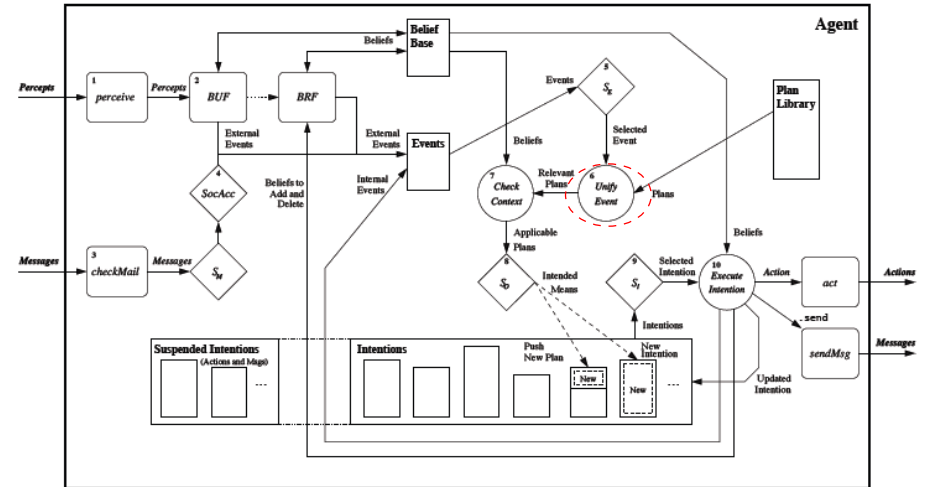 Agent
Belief
Base
Beliefs
5
Events
S_E
Plan
Library
Percepts
1
perceive
Percepts
2
BUF
BRF
External
Events
External
Events
Events
Selected
Event
Beliefs
4
SocAcc
Beliefs to
Add and
Delete
Internal
Events
7
Check
Context
Relevant
Plans
6
Unify
Event
Plans
Messages
3
checkMail
Messages
S_M
Applicable
Plans
Beliefs
8
S_O
Intended
Means
9
S_I
Selected
Intention
10
Execute
Intention
Action
act
Actions
.send
sendMsg
Messages
Intentions
Suspended Intentions
(Actions and Msgs)
...
Intentions
Push
New Plan
New
Intention
New
New
...
Updated
Intention